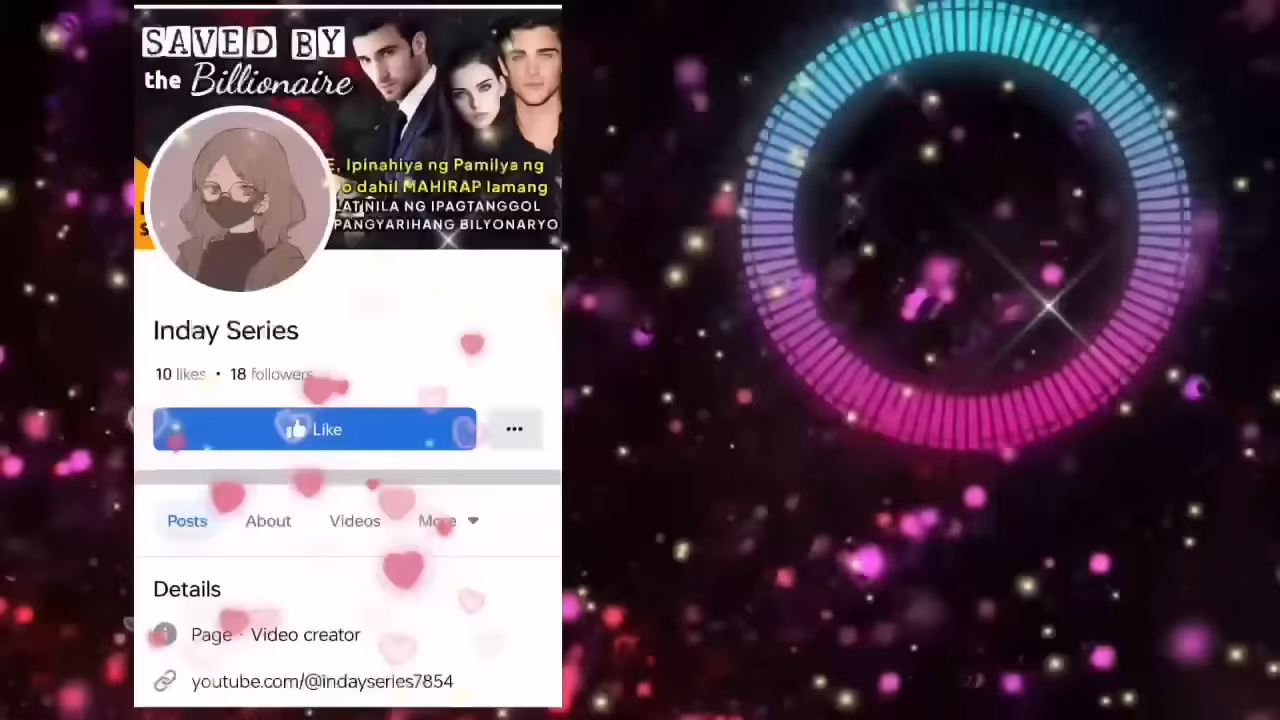 SAVED BY
the Billionaire
E, Ipinahiya ng Pamilya ng
dahil MAHIRAP lamang
NILA NG IPAGTANGGOL
PANGYARIHANG BILYONARYO
Inday Series
10 likes • 18 followers
Like
Posts About Videos More
Details
Page · Video creator
youtube.com/@indayseries7854